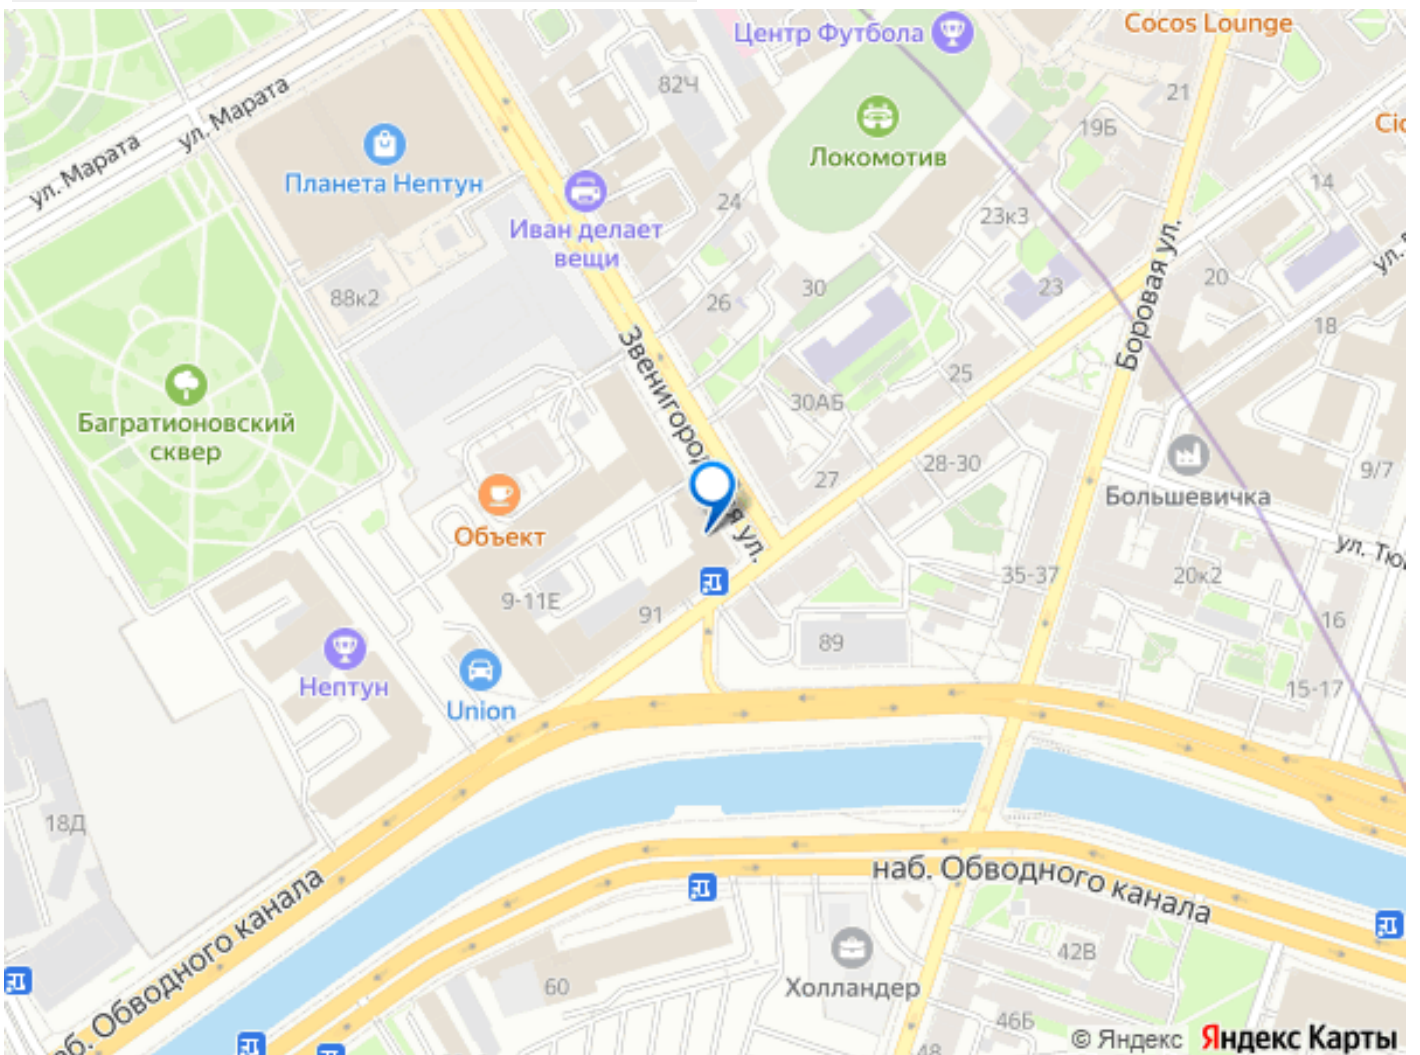 Центр Футбола
Cocos Lounge
82Ч
21
ул. Марата
ул. Марата
19Б
Локомотив
Планета Нептун
14
24
23к3
Иван делает
вещи
88к2
26
30
23
20
Боровая ул.
18
Звенигородская ул.
25
30АБ
Багратионовский
сквер
27
28-30
9/7
Большевичка
Объект
35-37
20к2
9-11Е
91
89
16
Нептун
Union
15-17
18Д
наб. Обводного канала
наб. Обводного канала
42В
60
Холландер
46Б
48
© Яндекс Яндекс Карты